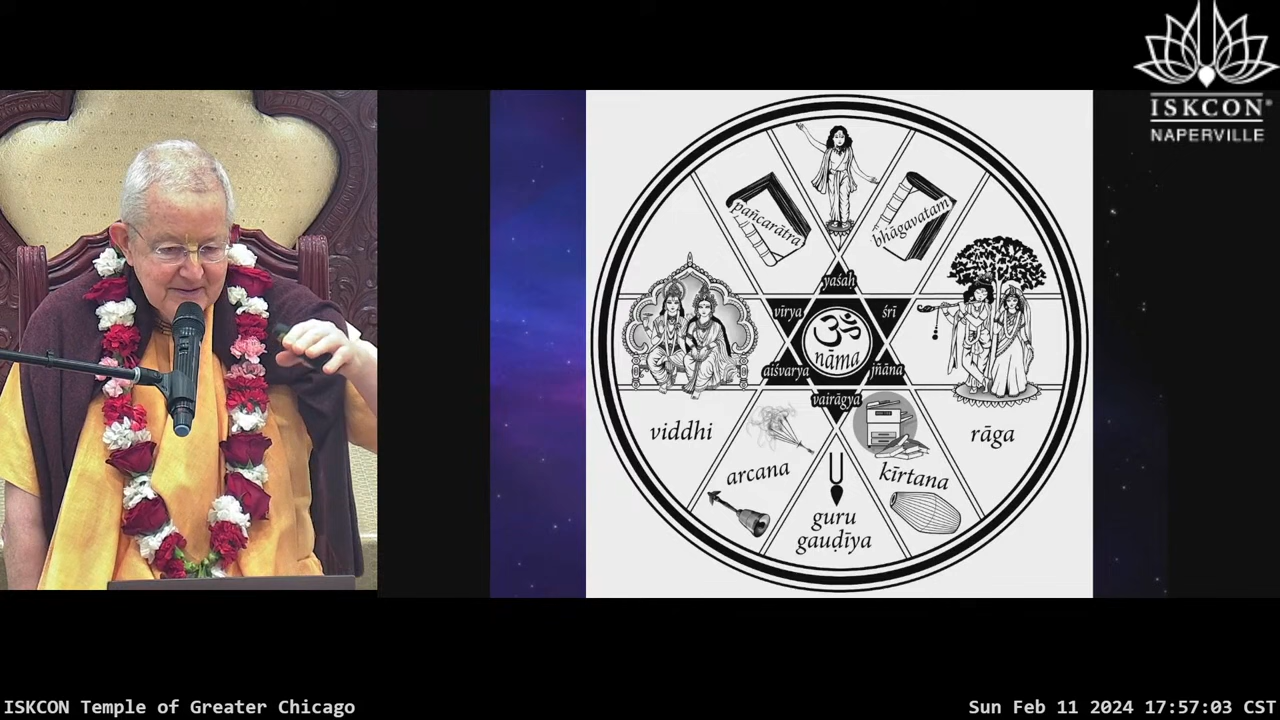 ISKCON®
NAPERVILLE
pañcarātra
bhāgavatam
yaśaḥ
vīrya
śrī
ॐ
nāma
aiśvarya
jñāna
vairāgya
viddhi
rāga
arcana
kīrtana
guru
gauḍīya
ISKCON Temple of Greater Chicago
Sun Feb 11 2024 17:57:03 CST